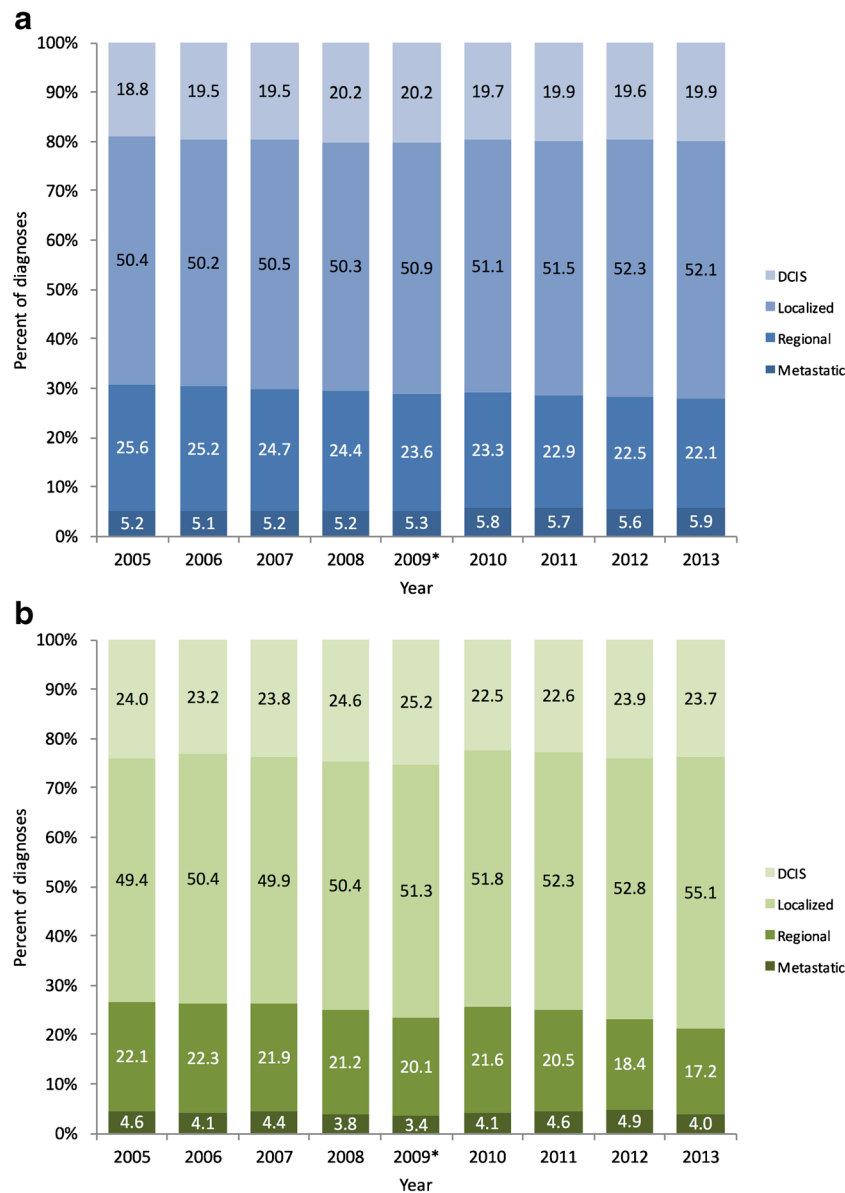 a
100%
90%
80%
70%
60%
50%
40%
30%
20%
10%
0%
Percent of diagnoses
18.8 19.5 19.5 20.2 20.2 19.7 19.9 19.6 19.9
50.4 50.2 50.5 50.3 50.9 51.1 51.5 52.3 52.1
25.6 25.2 24.7 24.4 23.6 23.3 22.9 22.5 22.1
5.2 5.1 5.2 5.2 5.3 5.8 5.7 5.6 5.9
2005 2006 2007 2008 2009* 2010 2011 2012 2013
Year
DCIS
Localized
Regional
Metastatic
b
100%
90%
80%
70%
60%
50%
40%
30%
20%
10%
0%
Percent of diagnoses
24.0 23.2 23.8 24.6 25.2 22.5 22.6 23.9 23.7
49.4 50.4 49.9 50.4 51.3 51.8 52.3 52.8 55.1
22.1 22.3 21.9 21.2 20.1 21.6 20.5 18.4 17.2
4.6 4.1 4.4 3.8 3.4 4.1 4.6 4.9 4.0
2005 2006 2007 2008 2009* 2010 2011 2012 2013
Year
DCIS
Localized
Regional
Metastatic